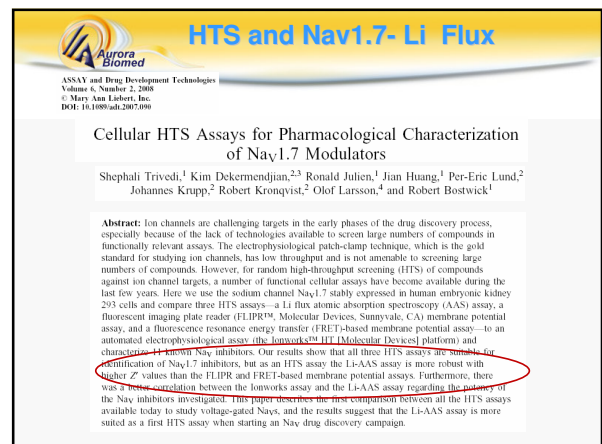 HTS and Nav1.7- Li Flux
Aurora
Biomed
ASSAY and Drug Development Technologies
Volume 6, Number 2, 2008
© Mary Ann Liebert, Inc.
DOI: 10.1089/adt.2007.090
Cellular HTS Assays for Pharmacological Characterization
of NaV1.7 Modulators
Shephali Trivedi,1 Kim Dekermendjian,2,3 Ronald Julien,1 Jian Huang,1 Per-Eric Lund,2
Johannes Krupp,2 Robert Kronqvist,2 Olof Larsson,4 and Robert Bostwick1
Abstract: Ion channels are challenging targets in the early phases of the drug discovery process,
especially because of the lack of technologies available to screen large numbers of compounds in
functionally relevant assays. The electrophysiological patch-clamp technique, which is the gold
standard for studying ion channels, has low throughput and is not amenable to screening large
numbers of compounds. However, for random high-throughput screening (HTS) of compounds
against ion channel targets, a number of functional cellular assays have become available during the
last few years. Here we use the sodium channel NaV1.7 stably expressed in human embryonic kidney
293 cells and compare three HTS assays—a Li flux atomic absorption spectroscopy (AAS) assay, a
fluorescent imaging plate reader (FLIPR™, Molecular Devices, Sunnyvale, CA) membrane potential
assay, and a fluorescence resonance energy transfer (FRET)-based membrane potential assay—to an
automated electrophysiological assay (the Ionworks™ HT [Molecular Devices] platform) and
characterize 11 known NaV inhibitors. Our results show that all three HTS assays are suitable for
identification of NaV1.7 inhibitors, but as an HTS assay the Li-AAS assay is more robust with
higher Z′ values than the FLIPR and FRET-based membrane potential assays. Furthermore, there
was a better correlation between the Ionworks assay and the Li-AAS assay regarding the potency of
the NaV inhibitors investigated. This paper describes the first comparison between all the HTS assays
available today to study voltage-gated NaVs, and the results suggest that the Li-AAS assay is more
suited as a first HTS assay when starting an NaV drug discovery campaign.